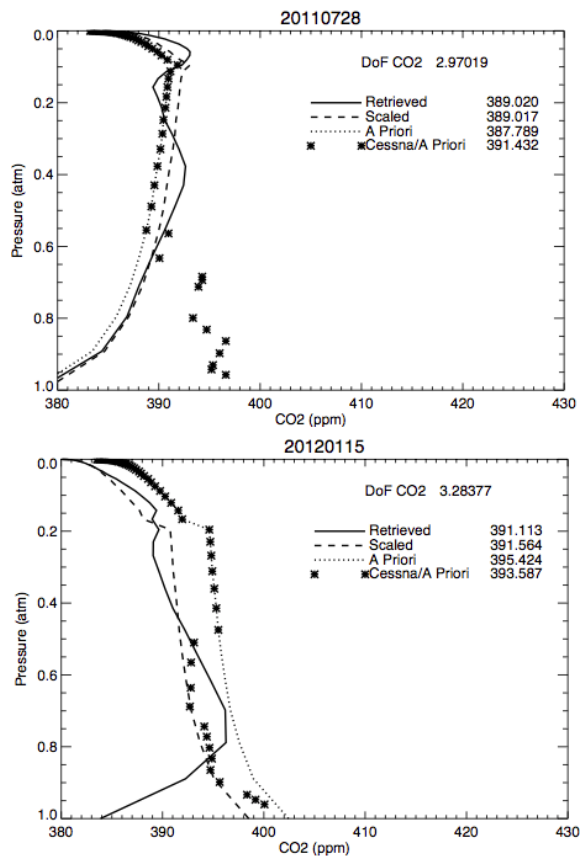 20110728
0.0
DoF CO2 2.97019
Retrieved 389.020
Scaled 389.017
A Priori 387.789
Cessna/A Priori 391.432
0.2
0.4
0.6
0.8
1.0
Pressure (atm)
380 390 400 410 420 430
CO2 (ppm)
20120115
0.0
DoF CO2 3.28377
Retrieved 391.113
Scaled 391.564
A Priori 395.424
Cessna/A Priori 393.587
0.2
0.4
0.6
0.8
1.0
Pressure (atm)
380 390 400 410 420 430
CO2 (ppm)